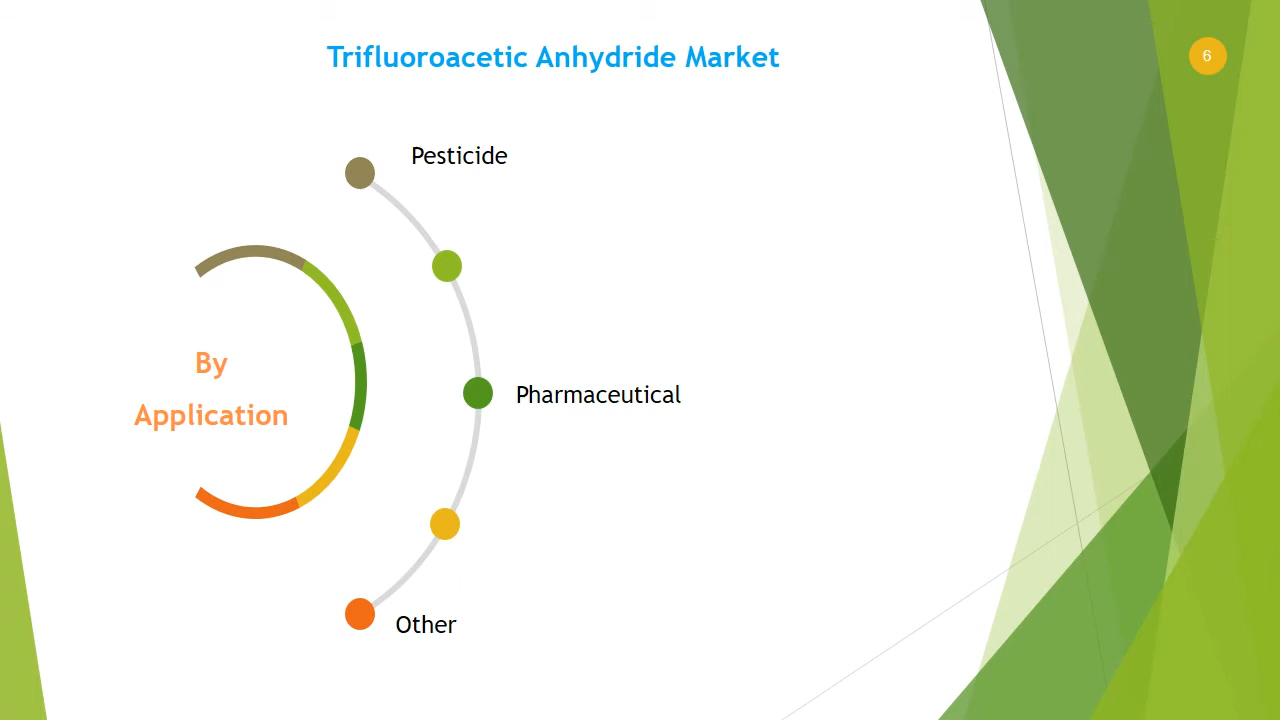 Trifluoroacetic Anhydride Market
6
Pesticide
By
Application
Pharmaceutical
Other